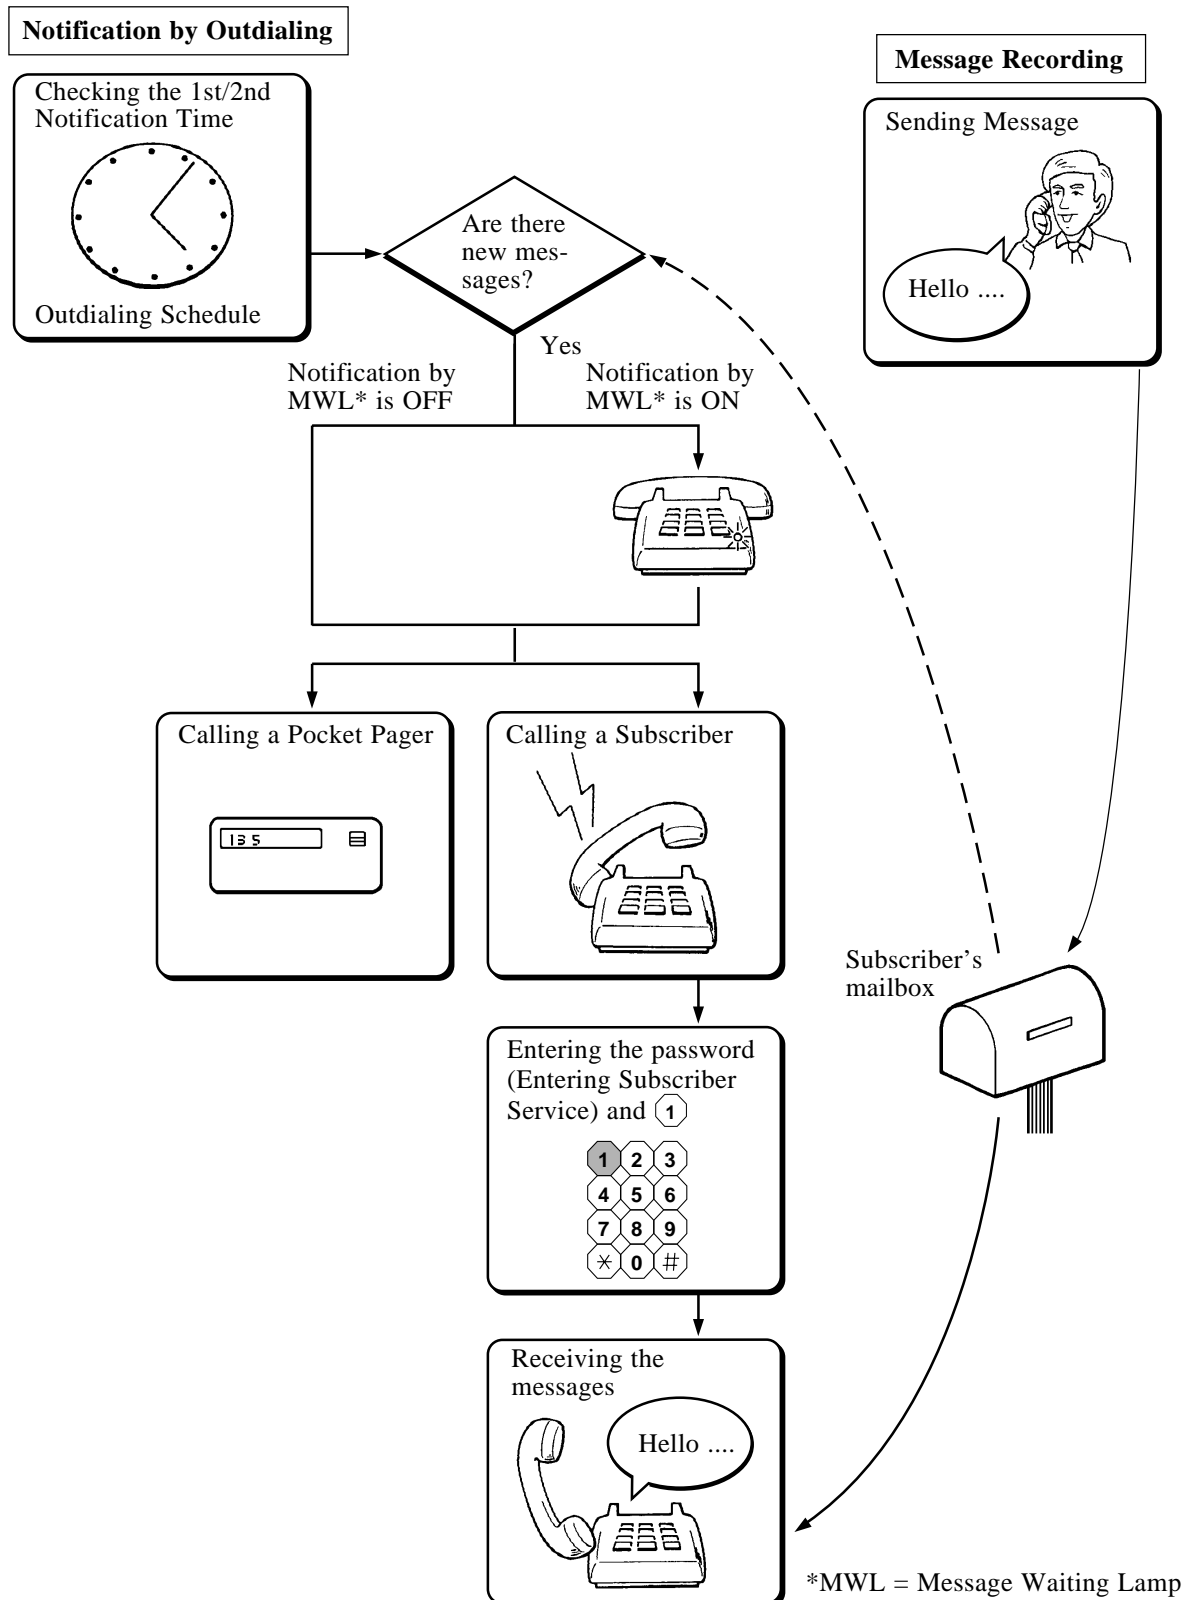 Notification by Outdialing
Message Recording
Checking the 1st/2nd
Notification Time
Outdialing Schedule
Sending Message
Hello ....
Are there
new mes-
sages?
Yes
Notification by
MWL* is OFF
Notification by
MWL* is ON
Calling a Pocket Pager
135
Calling a Subscriber
Subscriber's
mailbox
Entering the password
(Entering Subscriber
Service) and 1
1 2 3
4 5 6
7 8 9
* 0 #
Receiving the
messages
Hello ....
*MWL = Message Waiting Lamp